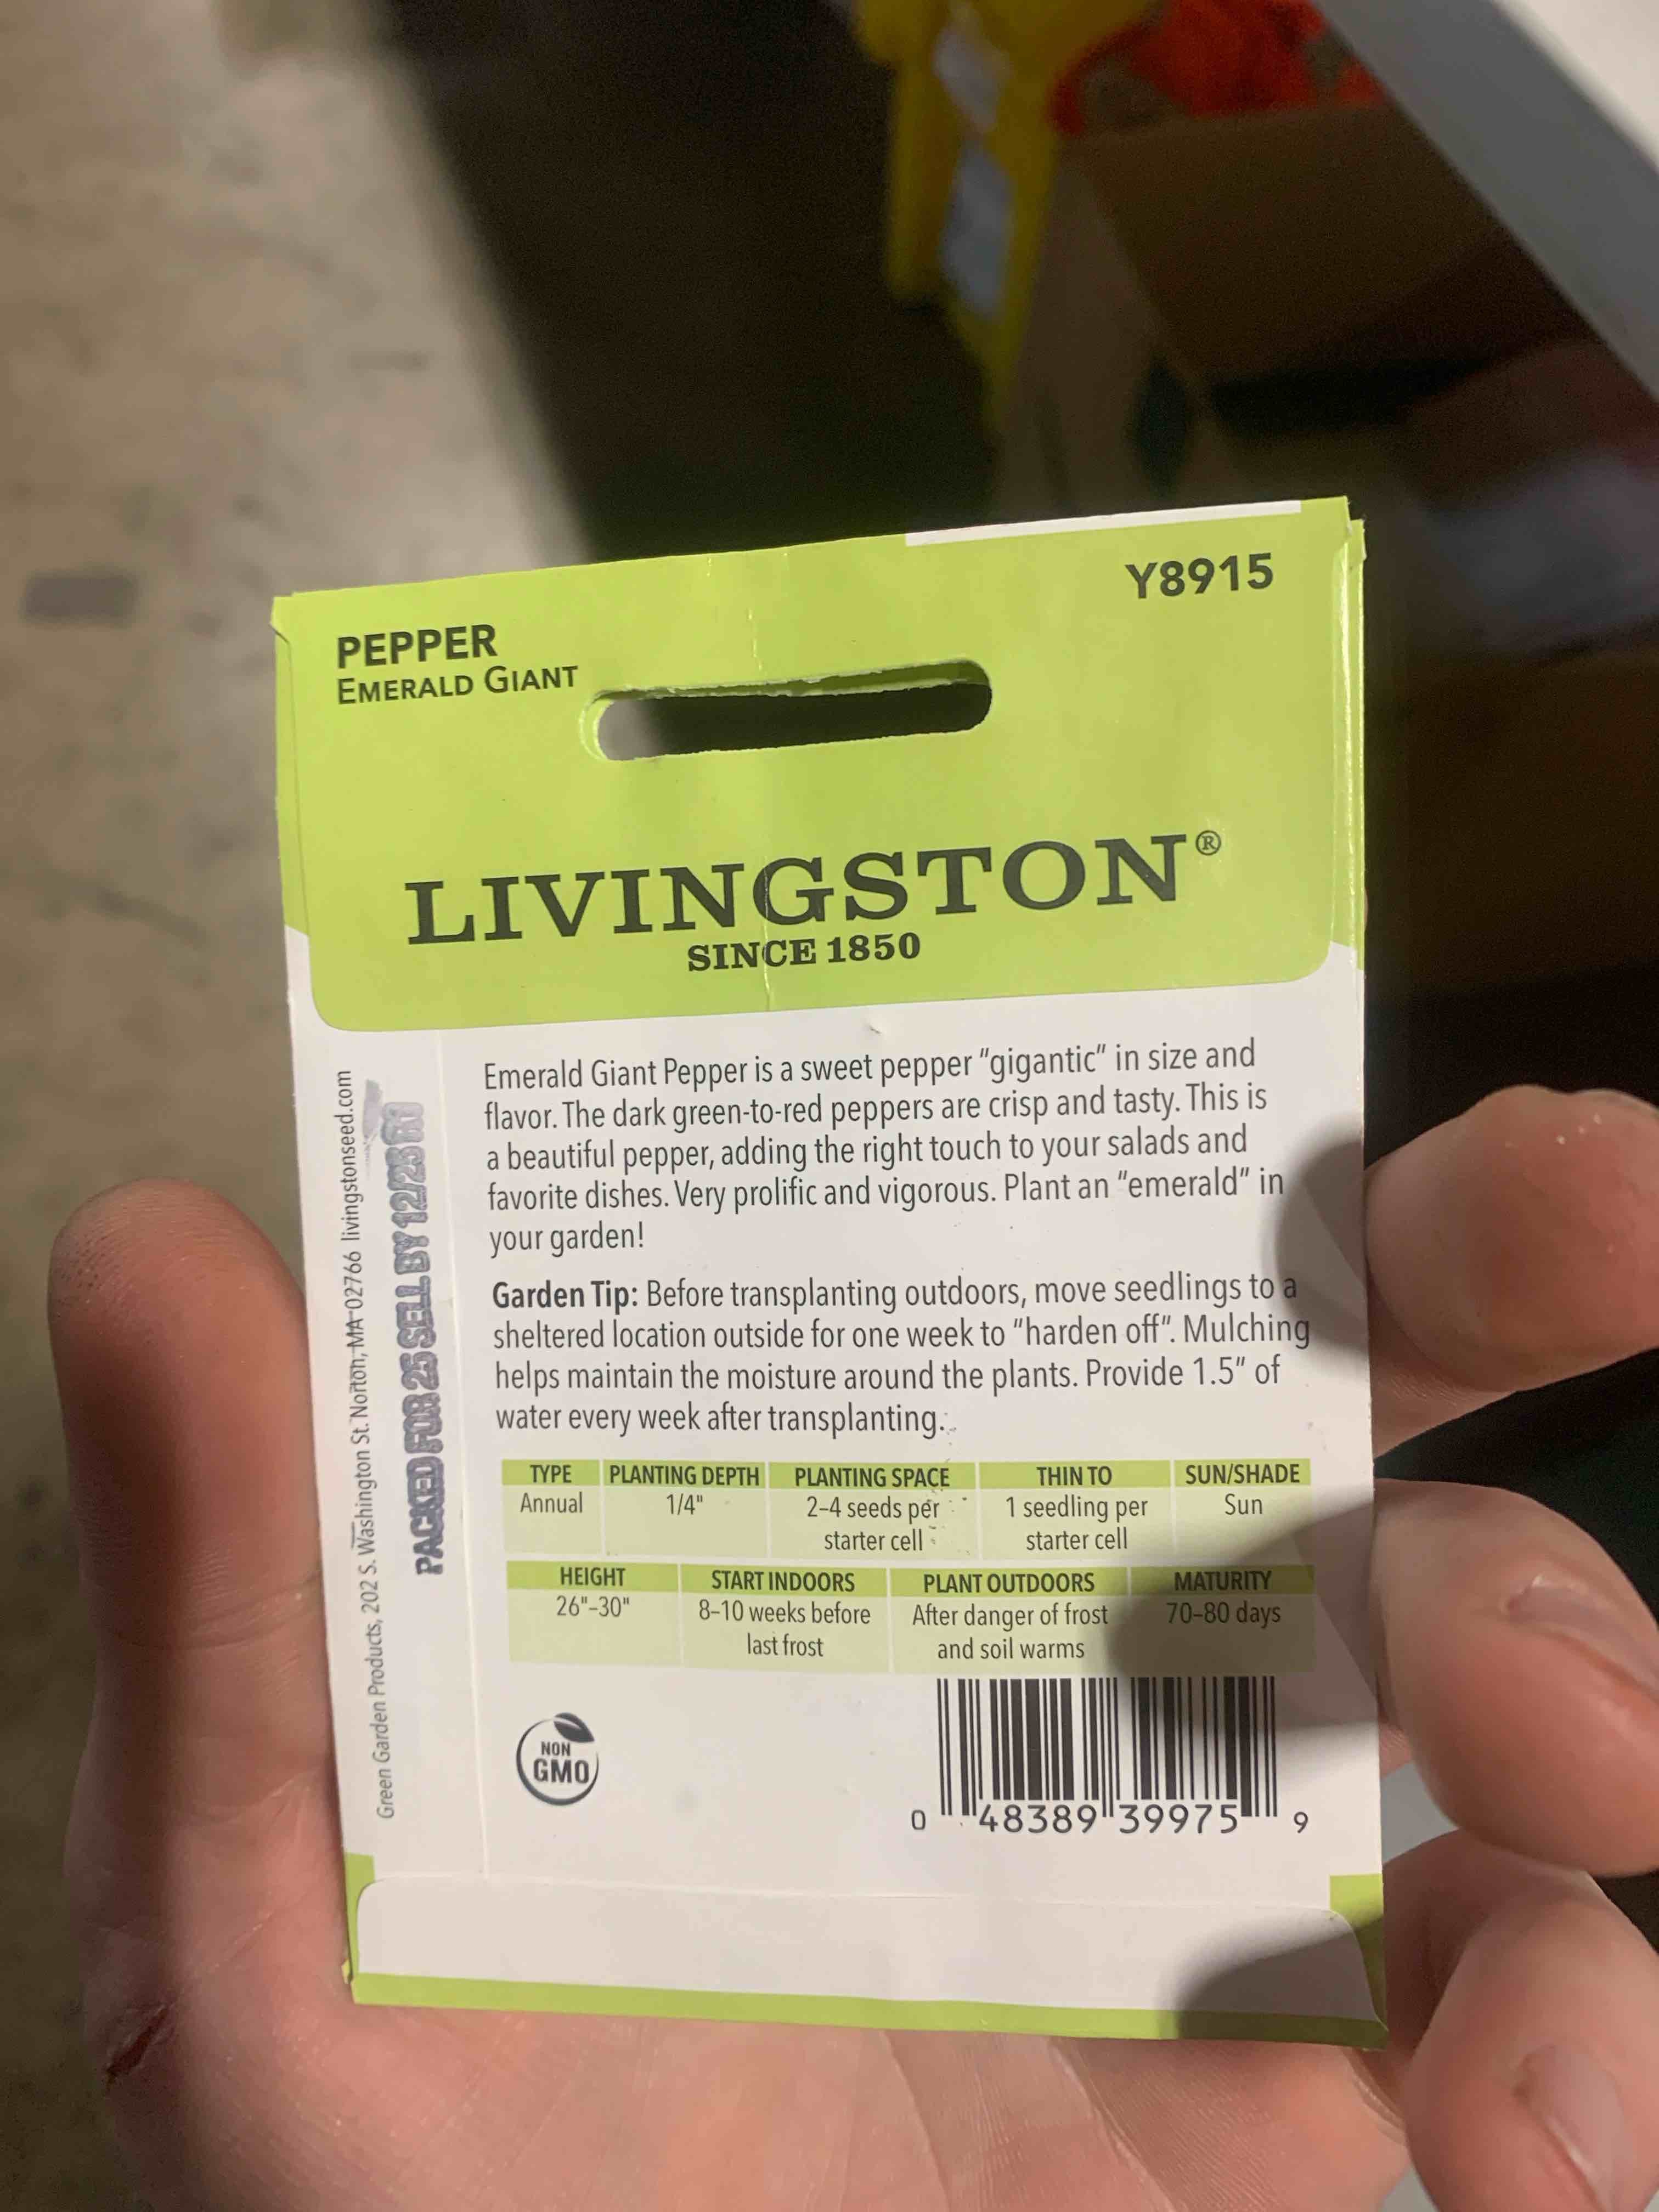 Y8915
PEPPER
EMERALD GIANT
LIVINGSTON®
SINCE 1850
Emerald Giant Pepper is a sweet pepper "gigantic" in size and
flavor. The dark green-to-red peppers are crisp and tasty. This is
a beautiful pepper, adding the right touch to your salads and
favorite dishes. Very prolific and vigorous. Plant an "emerald" in
your garden!
Garden Tip: Before transplanting outdoors, move seedlings to a
sheltered location outside for one week to "harden off". Mulching
helps maintain the moisture around the plants. Provide 1.5" of
water every week after transplanting.
TYPE PLANTING DEPTH PLANTING SPACE THIN TO SUN/SHADE
Annual 1/4" 2-4 seeds per 1 seedling per Sun
starter cell starter cell
HEIGHT START INDOORS PLANT OUTDOORS MATURITY
26"-30" 8-10 weeks before After danger of frost 70-80 days
last frost and soil warms
NON
GMO
0 48389 39975 9
Green Garden Products, 202 S. Washington St. Norton, MA 02766 livingstonseed.com
PACKED FOR 25 SELL BY 12/25